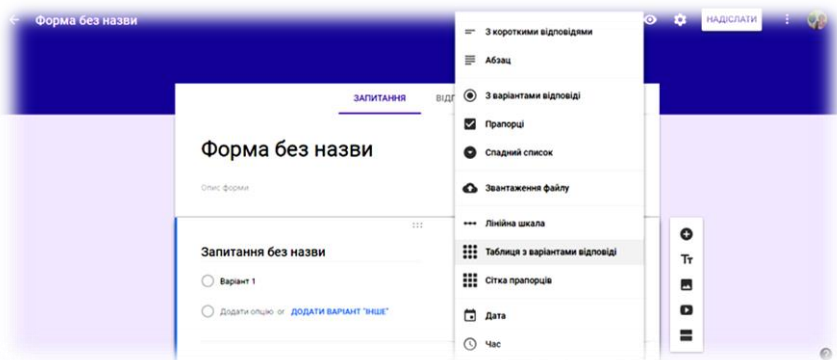 Форма без назви
НАДІСЛАТИ
ЗАПИТАННЯ
Форма без назви
Опис форми
Запитання без назви
Варіант 1
Додати опцію or ДОДАТИ ВАРІАНТ "ІНШЕ"
З короткими відповідями
Абзац
З варіантами відповіді
Прапорці
Спадний список
Звантаження файлу
Лінійна шкала
Таблиця з варіантами відповіді
Сітка прапорців
Дата
Час
Тт